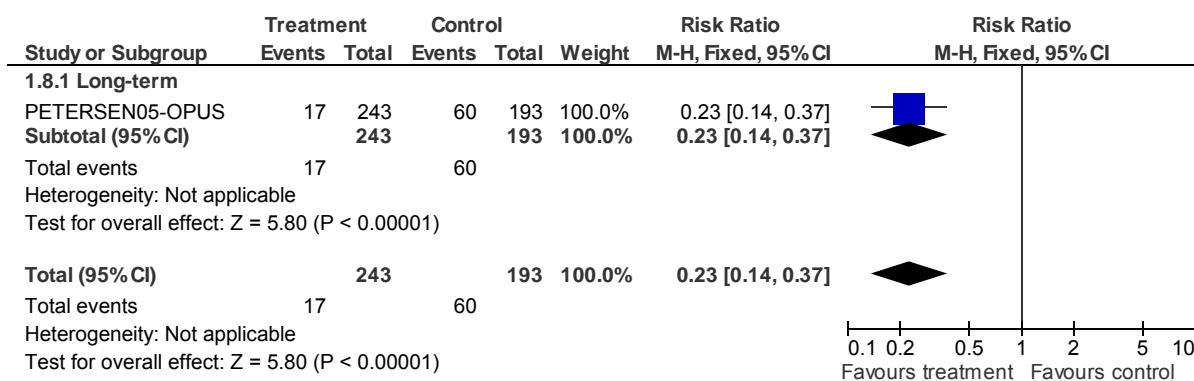 Treatment Control Risk Ratio Risk Ratio
Study or Subgroup Events Total Events Total Weight M-H, Fixed, 95% CI M-H, Fixed, 95% CI
1.8.1 Long-term
PETERSEN05-OPUS 17 243 60 193 100.0% 0.23 [0.14, 0.37]
Subtotal (95% CI) 243 193 100.0% 0.23 [0.14, 0.37]
Total events 17 60
Heterogeneity: Not applicable
Test for overall effect: Z = 5.80 (P < 0.00001)
Total (95% CI) 243 193 100.0% 0.23 [0.14, 0.37]
Total events 17 60
Heterogeneity: Not applicable
Test for overall effect: Z = 5.80 (P < 0.00001)
0.1 0.2 0.5 1 2 5 10
Favours treatment Favours control